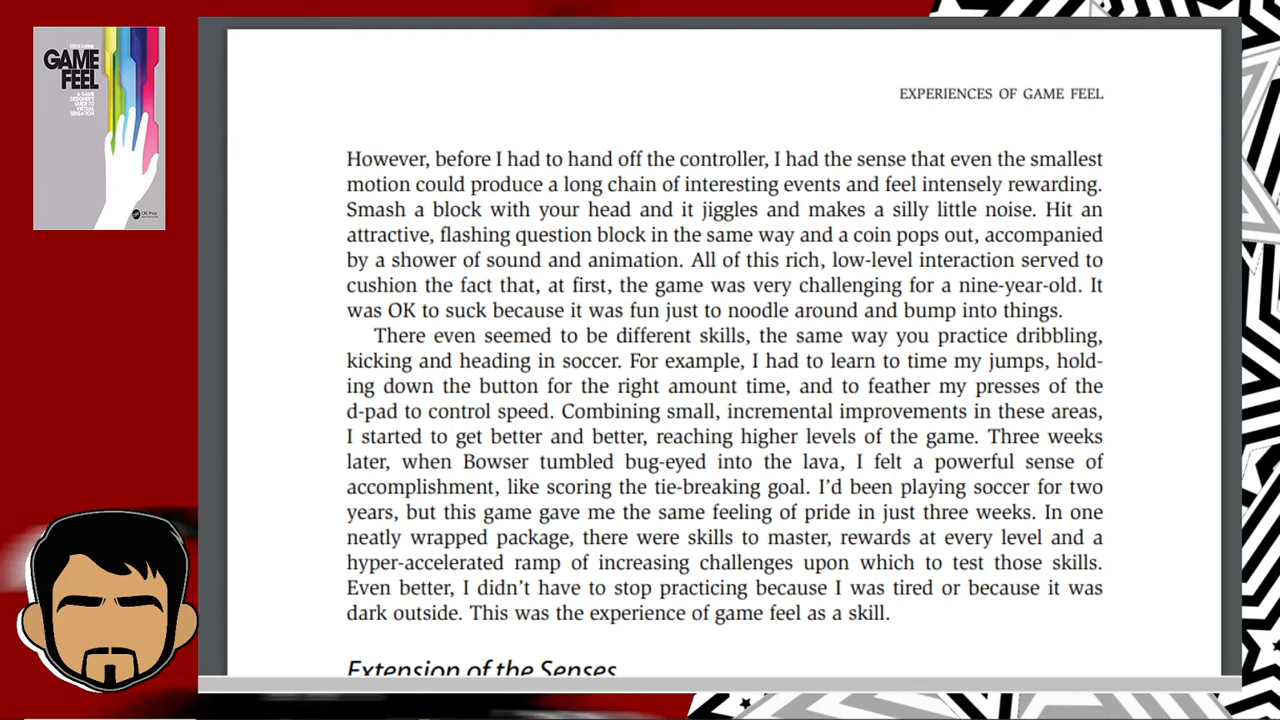 GAME
FEEL
A GAME
DESIGNER'S
GUIDE TO
VIRTUAL
SENSATION
CRC Press
EXPERIENCES OF GAME FEEL
However, before I had to hand off the controller, I had the sense that even the smallest
motion could produce a long chain of interesting events and feel intensely rewarding.
Smash a block with your head and it jiggles and makes a silly little noise. Hit an
attractive, flashing question block in the same way and a coin pops out, accompanied
by a shower of sound and animation. All of this rich, low-level interaction served to
cushion the fact that, at first, the game was very challenging for a nine-year-old. It
was OK to suck because it was fun just to noodle around and bump into things.
There even seemed to be different skills, the same way you practice dribbling,
kicking and heading in soccer. For example, I had to learn to time my jumps, hold-
ing down the button for the right amount time, and to feather my presses of the
d-pad to control speed. Combining small, incremental improvements in these areas,
I started to get better and better, reaching higher levels of the game. Three weeks
later, when Bowser tumbled bug-eyed into the lava, I felt a powerful sense of
accomplishment, like scoring the tie-breaking goal. I'd been playing soccer for two
years, but this game gave me the same feeling of pride in just three weeks. In one
neatly wrapped package, there were skills to master, rewards at every level and a
hyper-accelerated ramp of increasing challenges upon which to test those skills.
Even better, I didn't have to stop practicing because I was tired or because it was
dark outside. This was the experience of game feel as a skill.
Extension of the Senses